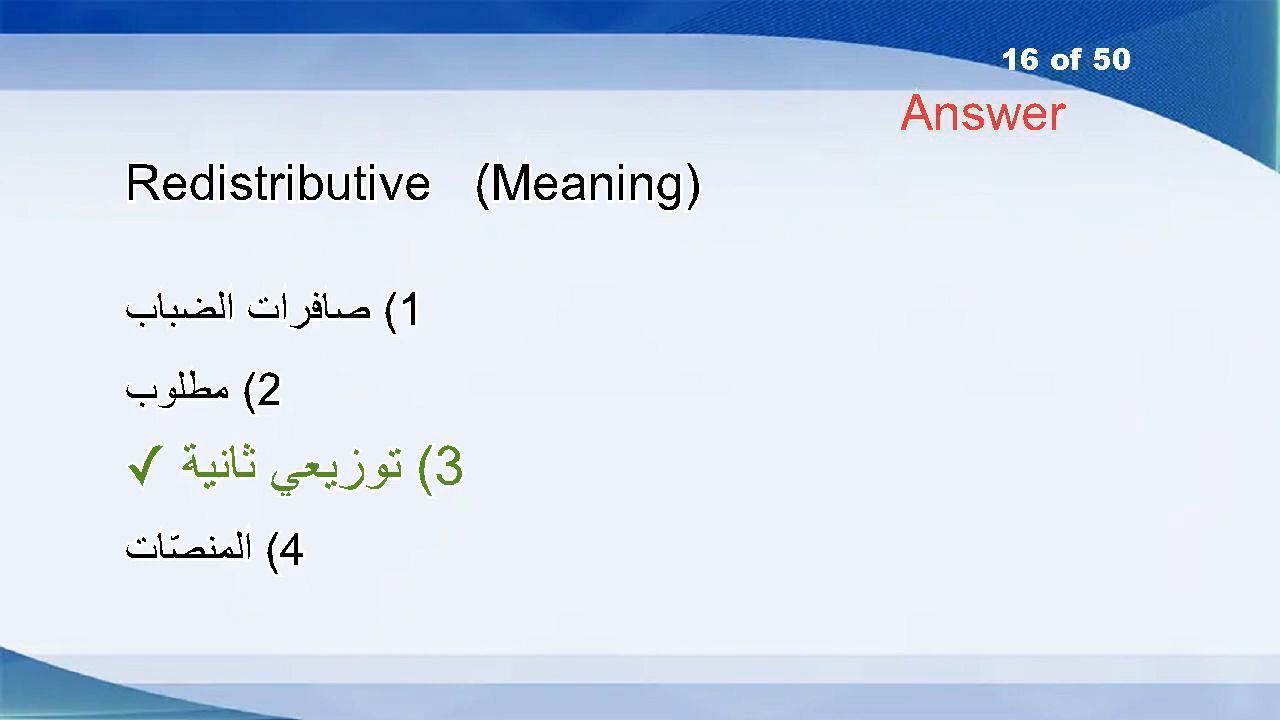 16 of 50
Answer
Redistributive (Meaning)
1) صافرات الضباب
2) مطلوب
3) توزيعي ثانية ✓
4) المنصّات